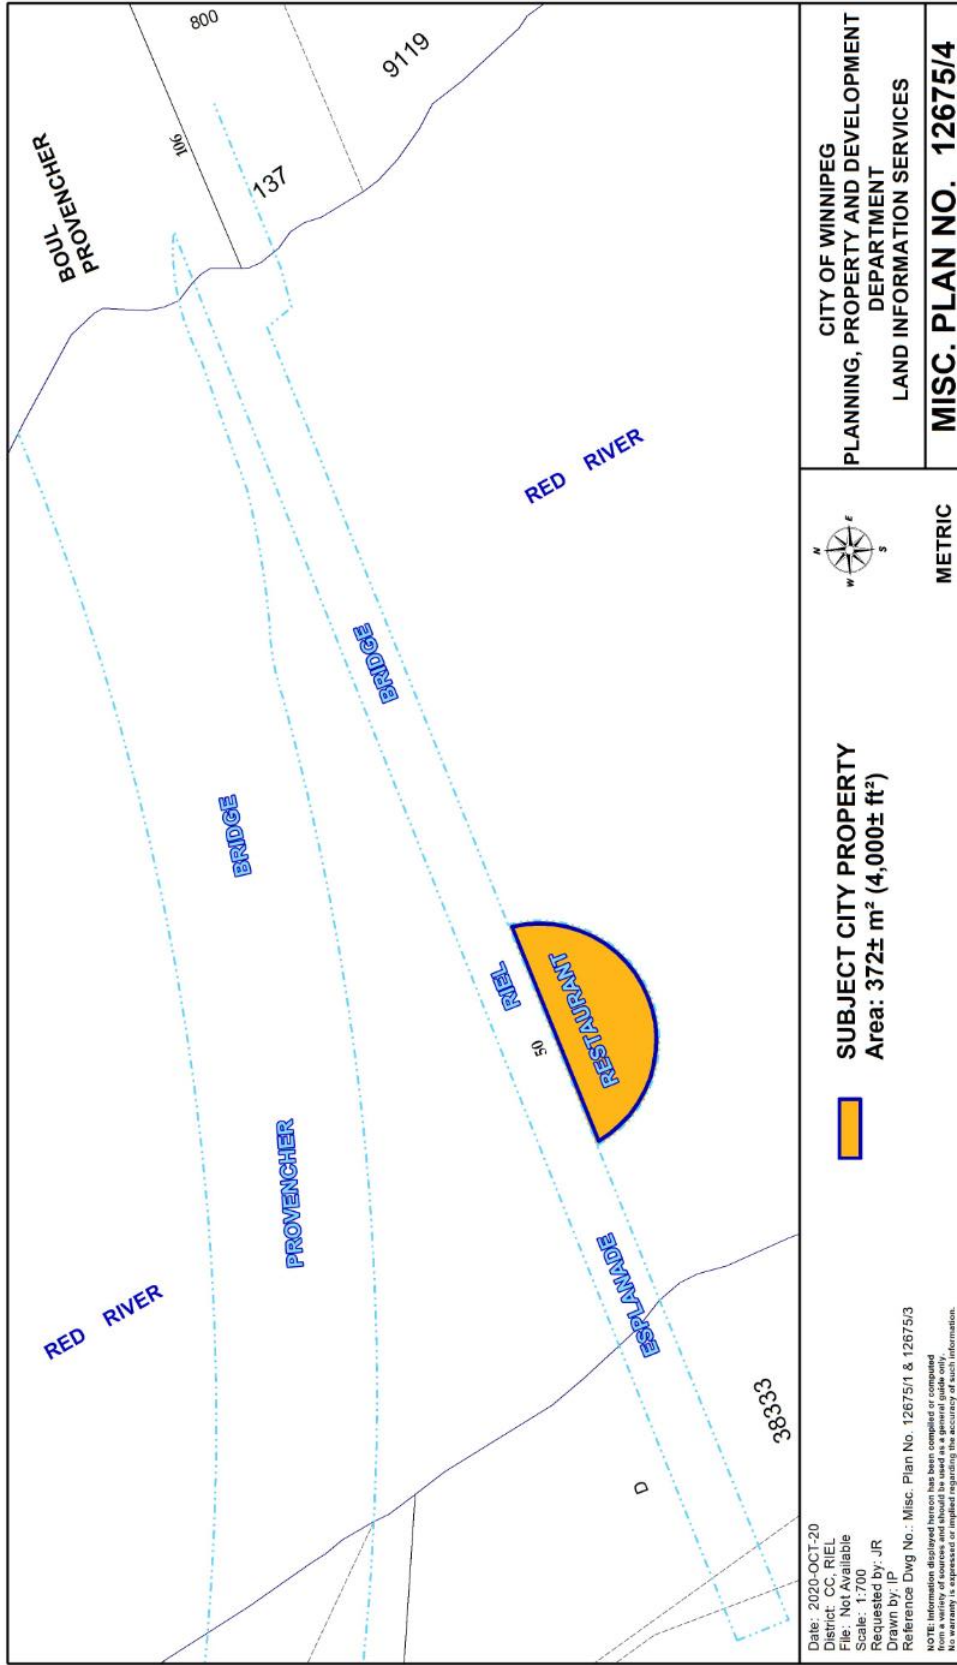 BOUL
PROVENCHER
800
9119
106
137
RED RIVER
RED RIVER
BRIDGE
BRIDGE
PROVENCHER
RIEL
50
RESTAURANT
ESPLANADE
D
38333
Date: 2020-OCT-20
District: CC, RIEL
File: Not Available
Scale: 1:700
Requested by: JR
Drawn by: IP
Reference Dwg No.: Misc. Plan No. 12675/1 & 12675/3
NOTE: Information displayed hereon has been compiled or computed
from a variety of sources and should be used as a general guide only.
No warranty is expressed or implied regarding the accuracy of such information.
SUBJECT CITY PROPERTY
Area: 372± m² (4,000± ft²)
N
W
E
S
METRIC
CITY OF WINNIPEG
PLANNING, PROPERTY AND DEVELOPMENT
DEPARTMENT
LAND INFORMATION SERVICES
MISC. PLAN NO. 12675/4